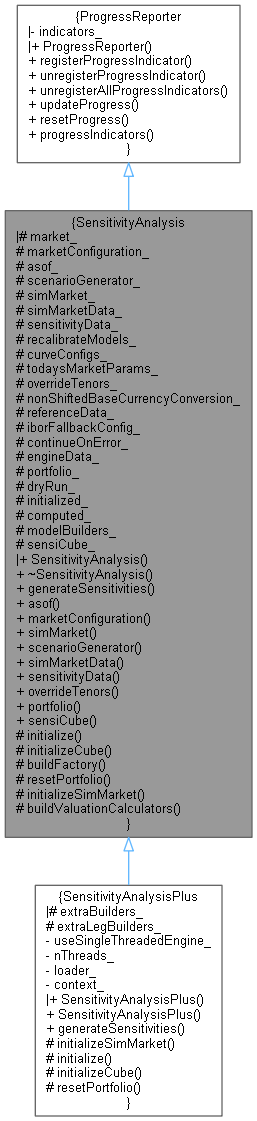 {ProgressReporter
|- indicators_
|+ ProgressReporter()
+ registerProgressIndicator()
+ unregisterProgressIndicator()
+ unregisterAllProgressIndicators()
+ updateProgress()
+ resetProgress()
+ progressIndicators()
}
{SensitivityAnalysis
|# market_
# marketConfiguration_
# asof_
# scenarioGenerator_
# simMarket_
# simMarketData_
# sensitivityData_
# recalibrateModels_
# curveConfigs_
# todaysMarketParams_
# overrideTenors_
# nonShiftedBaseCurrencyConversion_
# referenceData_
# iborFallbackConfig_
# continueOnError_
# engineData_
# portfolio_
# dryRun_
# initialized_
# computed_
# modelBuilders_
# sensiCube_
|+ SensitivityAnalysis()
+ ~SensitivityAnalysis()
+ generateSensitivities()
+ asof()
+ marketConfiguration()
+ simMarket()
+ scenarioGenerator()
+ simMarketData()
+ sensitivityData()
+ overrideTenors()
+ portfolio()
+ sensiCube()
# initialize()
# initializeCube()
# buildFactory()
# resetPortfolio()
# initializeSimMarket()
# buildValuationCalculators()
}
{SensitivityAnalysisPlus
|# extraBuilders_
# extraLegBuilders_
- useSingleThreadedEngine_
- nThreads_
- loader_
- context_
|+ SensitivityAnalysisPlus()
+ SensitivityAnalysisPlus()
+ generateSensitivities()
# initializeSimMarket()
# initialize()
# initializeCube()
# resetPortfolio()
}